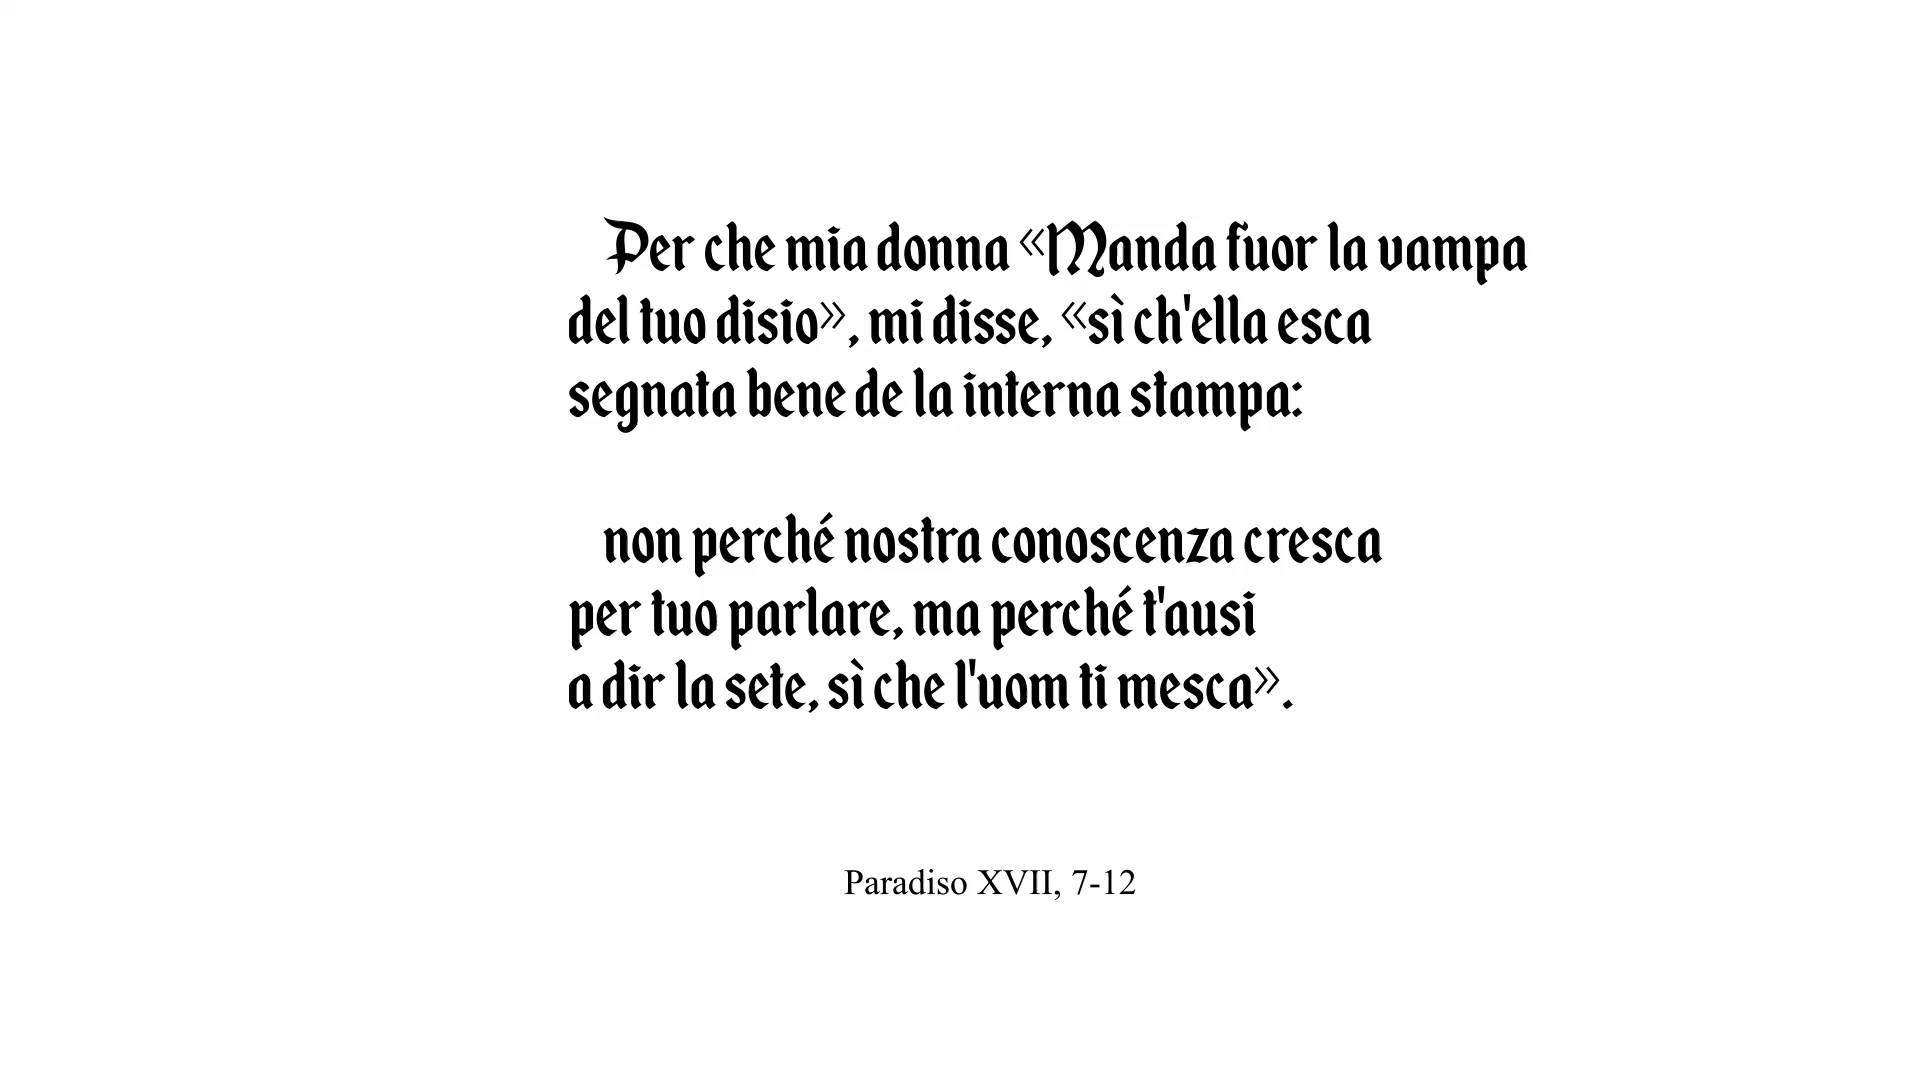 Per che mia donna «Manda fuor la vampa
del tuo disio», mi disse, «sì ch'ella esca
segnata bene de la interna stampa:
non perché nostra conoscenza cresca
per tuo parlare, ma perché t'ausi
a dir la sete, sì che l'uom ti mesca».
Paradiso XVII, 7-12